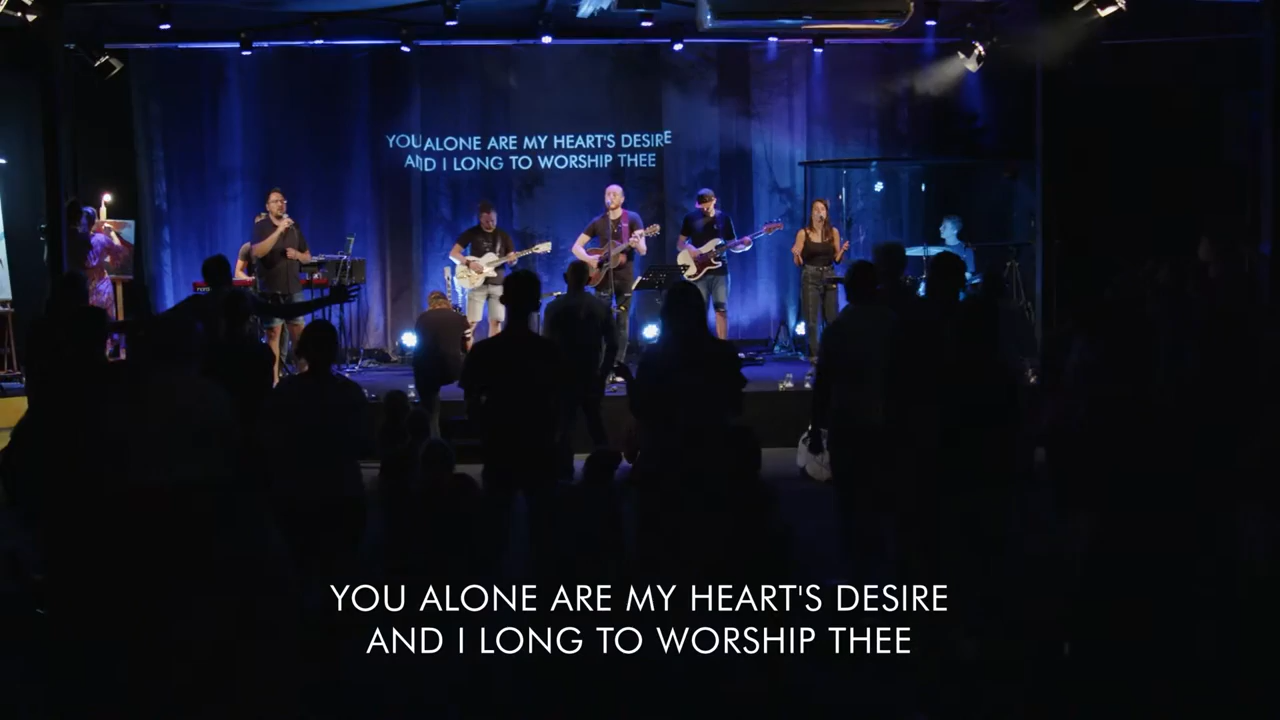 YOU ALONE ARE MY HEART'S DESIRE
AND I LONG TO WORSHIP THEE
nord
YOU ALONE ARE MY HEART'S DESIRE
AND I LONG TO WORSHIP THEE